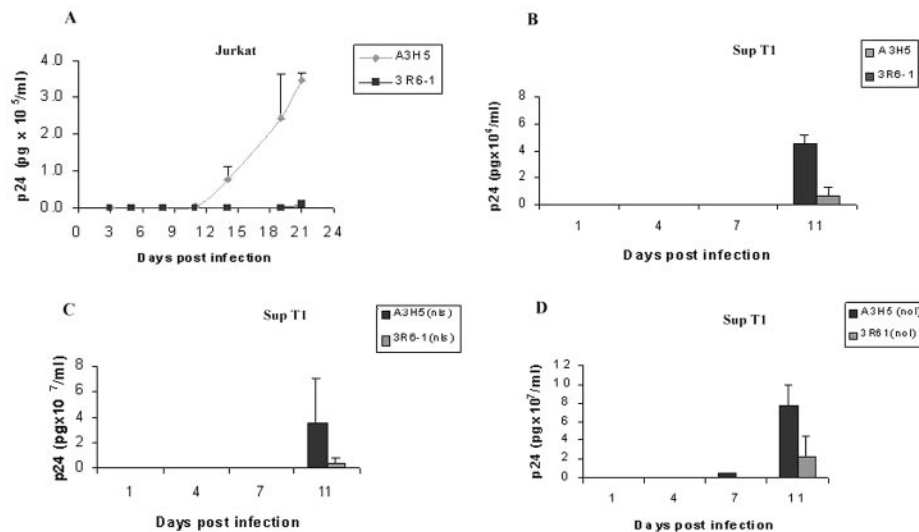 A
Jurkat
A3H5
3R6-1
p24 (pg x 10 5/ml)
4.0
3.0
2.0
1.0
0.0
0 3 6 9 12 15 18 21 24
Days post infection
B
Sup T1
A3H5
3R6-1
p24 (pgx10⁶/ml)
8
6
4
2
0
1 4 7 11
Days post infection
C
Sup T1
A3H5(nls)
3R6-1(nls)
p24 (pgx10 7/ml)
8
6
4
2
0
1 4 7 11
Days post infection
D
Sup T1
A3H5 (nol)
3R61(nol)
p24 (pgx10⁷/ml)
12
10
8
6
4
2
0
1 4 7 11
Days post infection